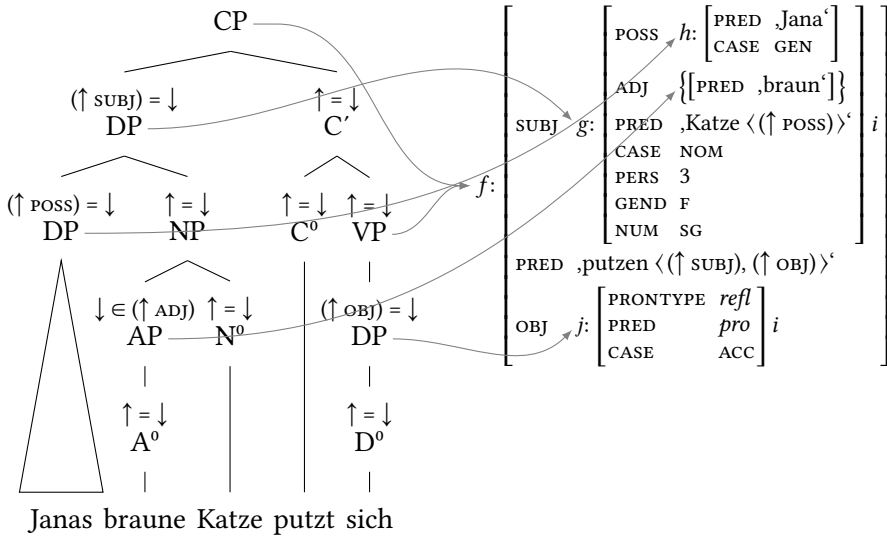 CP
(↑ SUBJ) = ↓ ↑ = ↓
DP C′
(↑ POSS) = ↓ ↑ = ↓ ↑ = ↓ ↑ = ↓
DP NP C⁰ VP
↓ ∈ (↑ ADJ) ↑ = ↓ (↑ OBJ) = ↓
AP N⁰ DP
↑ = ↓ ↑ = ↓
A⁰ D⁰
Janas braune Katze putzt sich
f:
SUBJ g:
POSS h: [PRED ‚Jana‘
CASE GEN]
ADJ {[PRED ‚braun‘]}
PRED ‚Katze ⟨(↑ POSS)⟩‘
CASE NOM
PERS 3
GEND F
NUM SG
i
PRED ‚putzen ⟨(↑ SUBJ), (↑ OBJ)⟩‘
OBJ j:
PRONTYPE refl
PRED pro
CASE ACC
i